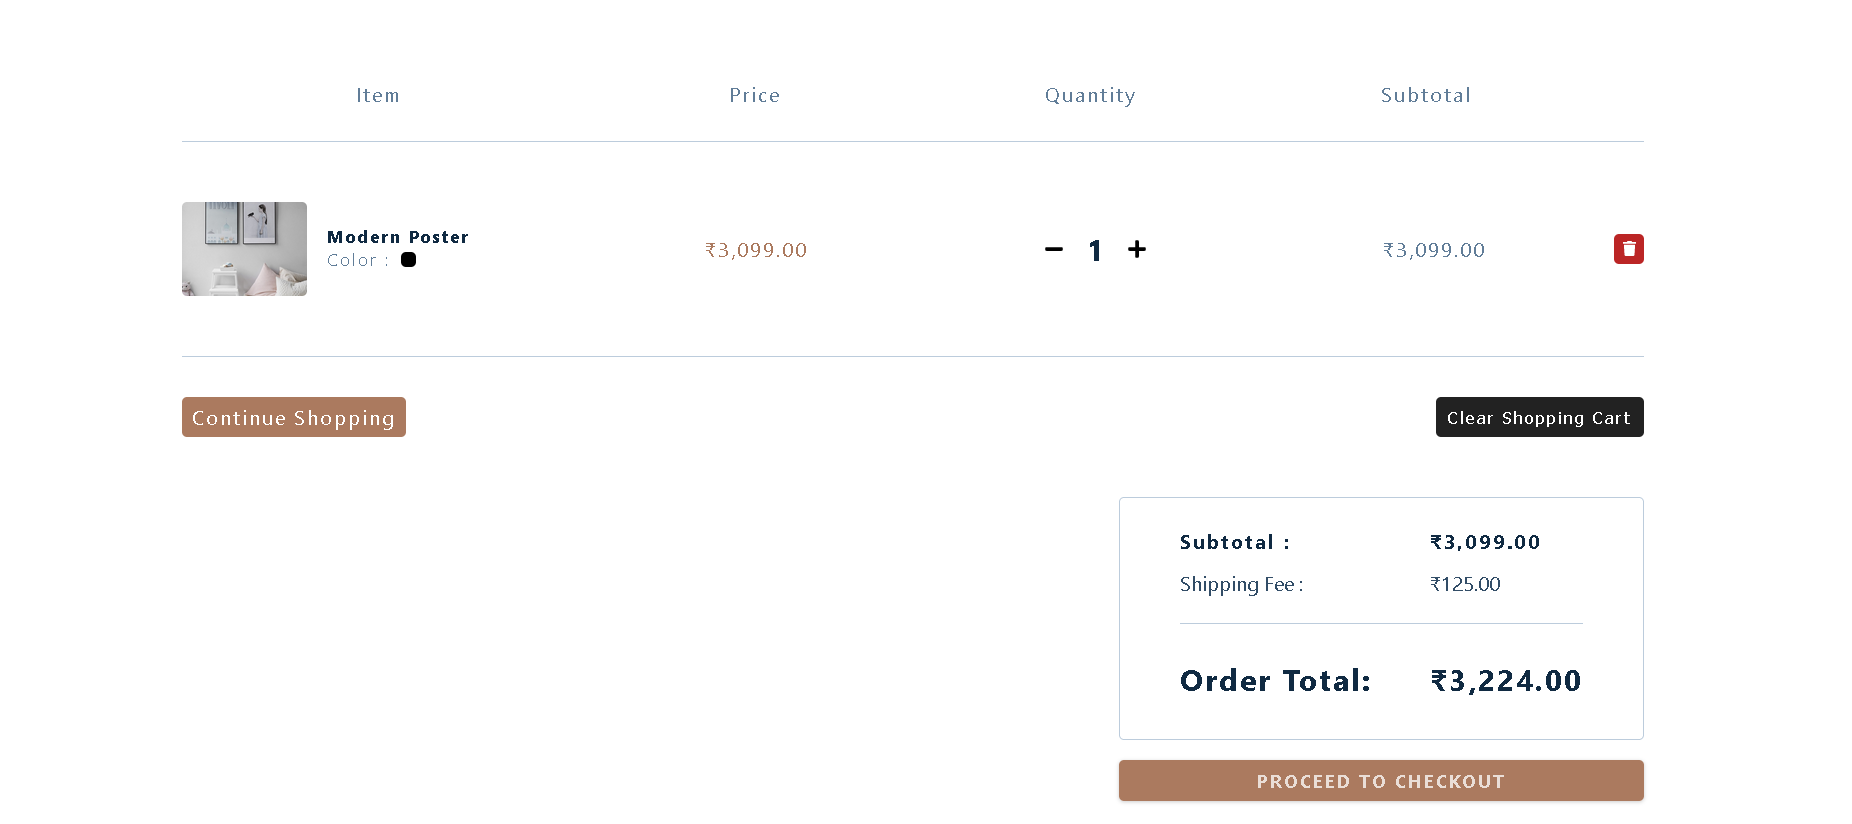 Item Price Quantity Subtotal
Modern Poster
Color :
₹3,099.00
1
₹3,099.00
Continue Shopping
Clear Shopping Cart
Subtotal : ₹3,099.00
Shipping Fee : ₹125.00
Order Total: ₹3,224.00
PROCEED TO CHECKOUT